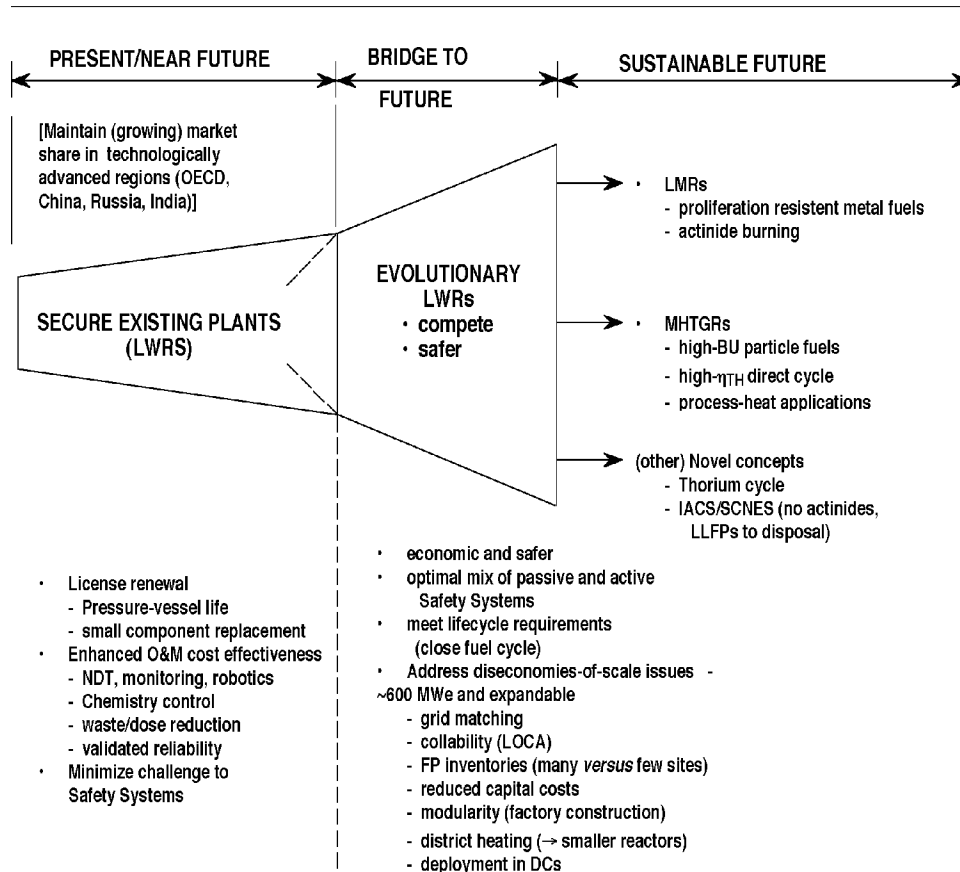 PRESENT/NEAR FUTURE
BRIDGE TO
FUTURE
SUSTAINABLE FUTURE
[Maintain (growing) market
share in technologically
advanced regions (OECD,
China, Russia, India)]
SECURE EXISTING PLANTS
(LWRS)
EVOLUTIONARY
LWRs
· compete
· safer
· LMRs
- proliferation resistent metal fuels
- actinide burning
· MHTGRs
- high-BU particle fuels
- high-ηTH direct cycle
- process-heat applications
(other) Novel concepts
- Thorium cycle
- IACS/SCNES (no actinides,
LLFPs to disposal)
· License renewal
- Pressure-vessel life
- small component replacement
· Enhanced O&M cost effectiveness
- NDT, monitoring, robotics
- Chemistry control
- waste/dose reduction
- validated reliability
· Minimize challenge to
Safety Systems
· economic and safer
· optimal mix of passive and active
Safety Systems
· meet lifecycle requirements
(close fuel cycle)
· Address diseconomies-of-scale issues -
~600 MWe and expandable
- grid matching
- collability (LOCA)
- FP inventories (many versus few sites)
- reduced capital costs
- modularity (factory construction)
- district heating (→ smaller reactors)
- deployment in DCs